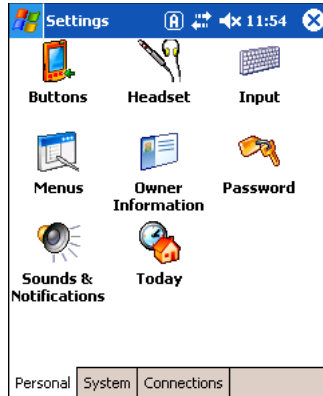 Settings
A
11:54
Buttons
Headset
Input
Menus
Owner
Information
Password
Sounds &
Notifications
Today
Personal
System
Connections